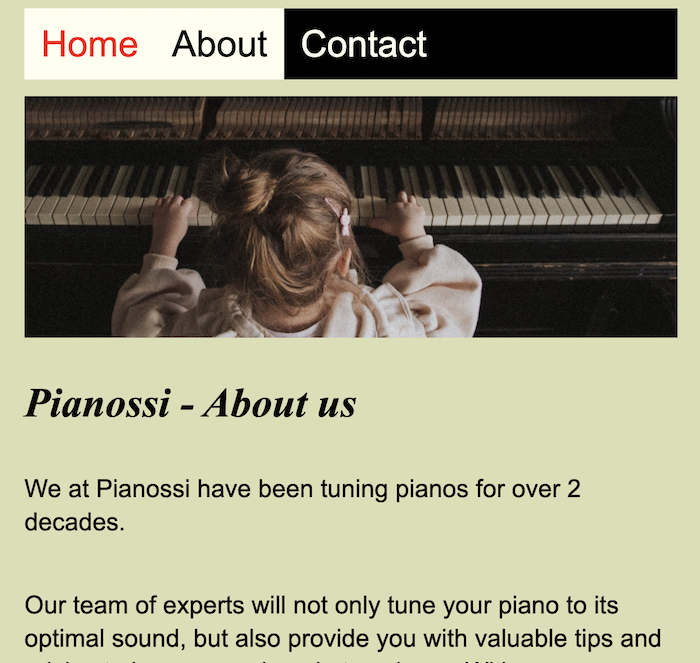 Home About Contact
Pianossi - About us
We at Pianossi have been tuning pianos for over 2
decades.
Our team of experts will not only tune your piano to its
optimal sound, but also provide you with valuable tips and